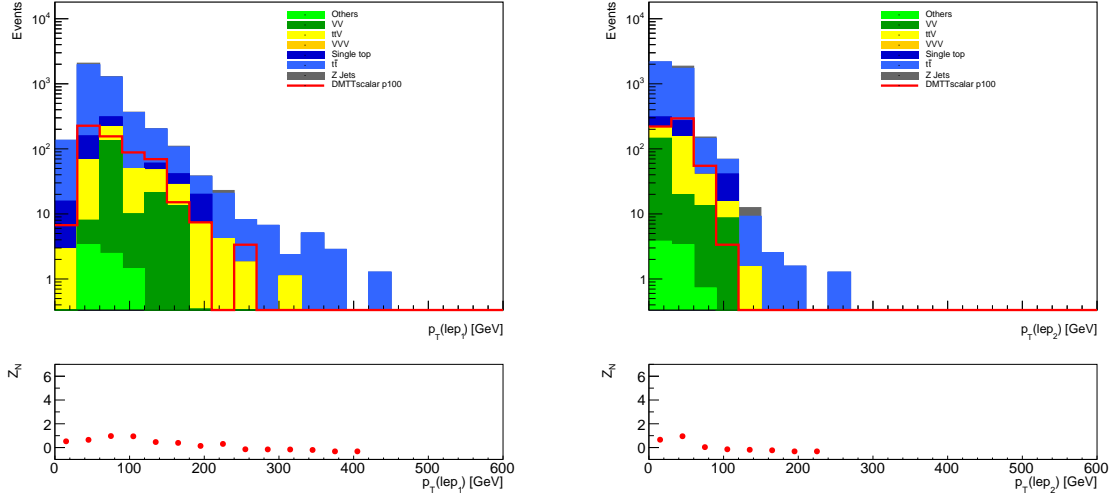 Events
Others
VV
ttV
VVV
Single top
tt̄
Z Jets
DMTTscalar p100
10⁴
10³
10²
10
1
p_T(lep_1) [GeV]
Z_N
6
4
2
0
0 100 200 300 400 500 600
p_T(lep_1) [GeV]
Events
Others
VV
ttV
VVV
Single top
tt̄
Z Jets
DMTTscalar p100
10⁴
10³
10²
10
1
p_T(lep_2) [GeV]
Z_N
6
4
2
0
0 100 200 300 400 500 600
p_T(lep_2) [GeV]